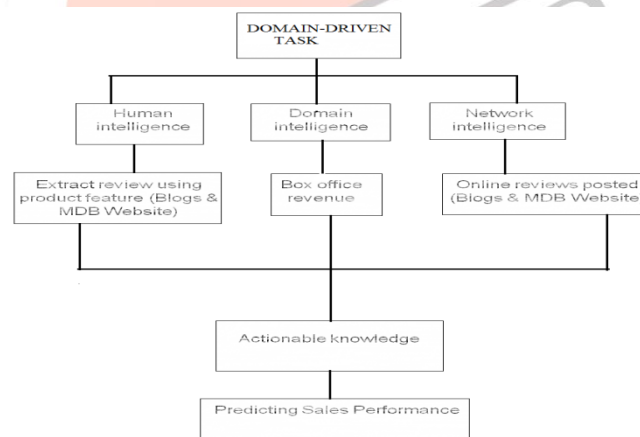 DOMAIN-DRIVEN
TASK
Human
intelligence
Domain
intelligence
Network
intelligence
Extract review using
product feature (Blogs &
MDB Website)
Box office
revenue
Online reviews posted
(Blogs & MDB Website)
Actionable knowledge
Predicting Sales Performance